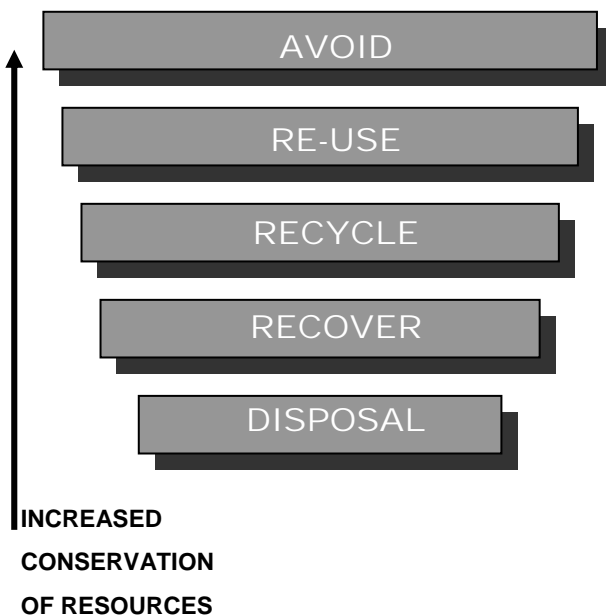 AVOID
RE-USE
RECYCLE
RECOVER
DISPOSAL
INCREASED
CONSERVATION
OF RESOURCES